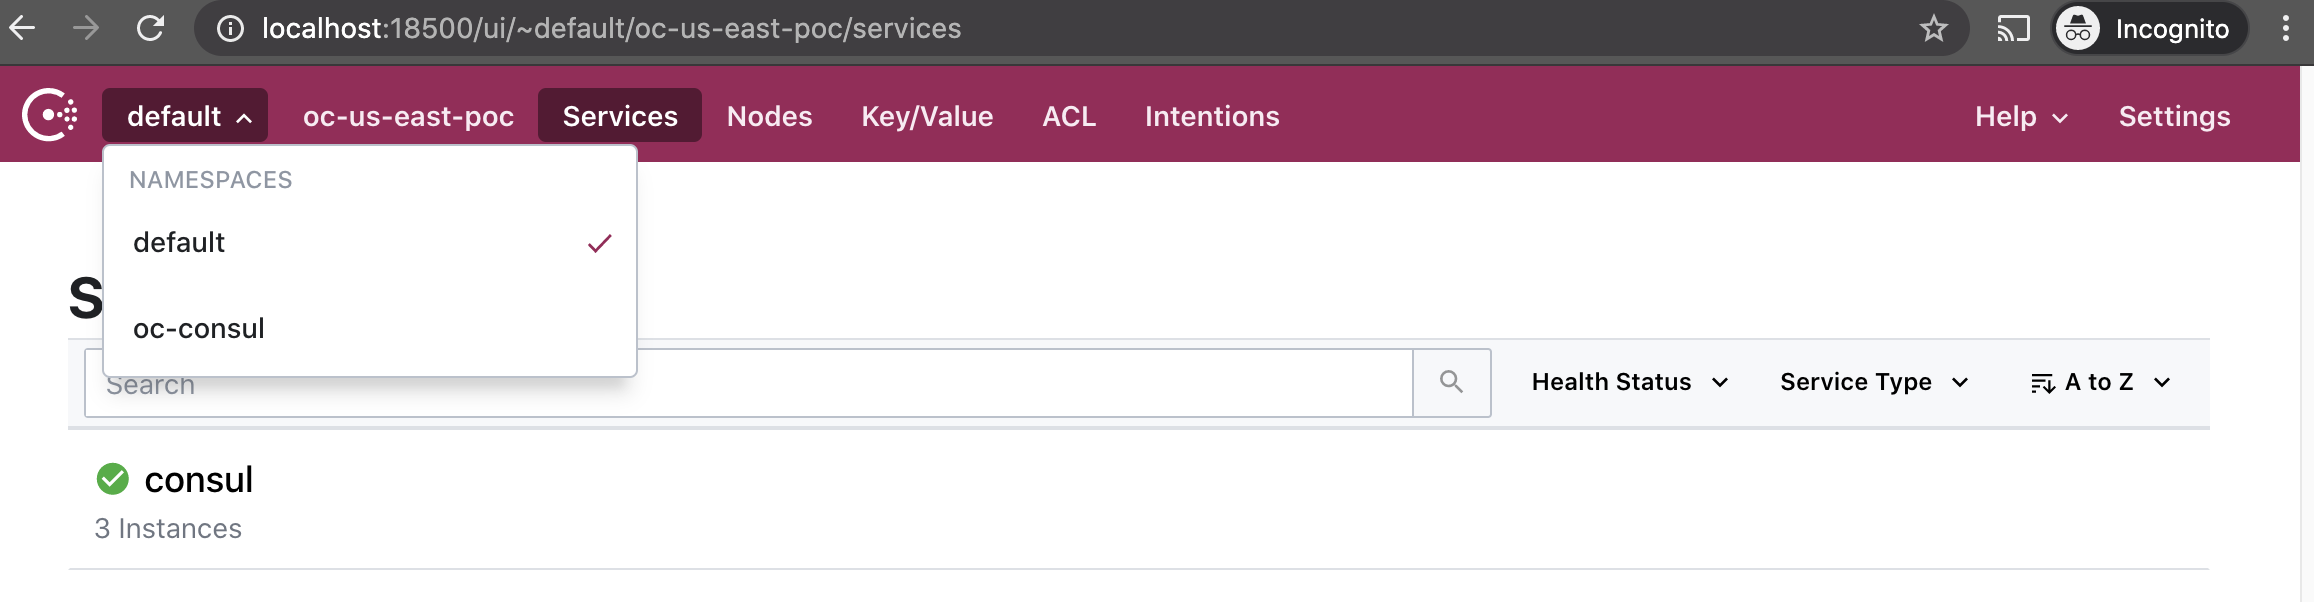 localhost:18500/ui/~default/oc-us-east-poc/services Incognito
default oc-us-east-poc Services Nodes Key/Value ACL Intentions Help Settings
NAMESPACES
default
S
oc-consul
Search Health Status Service Type A to Z
consul
3 Instances